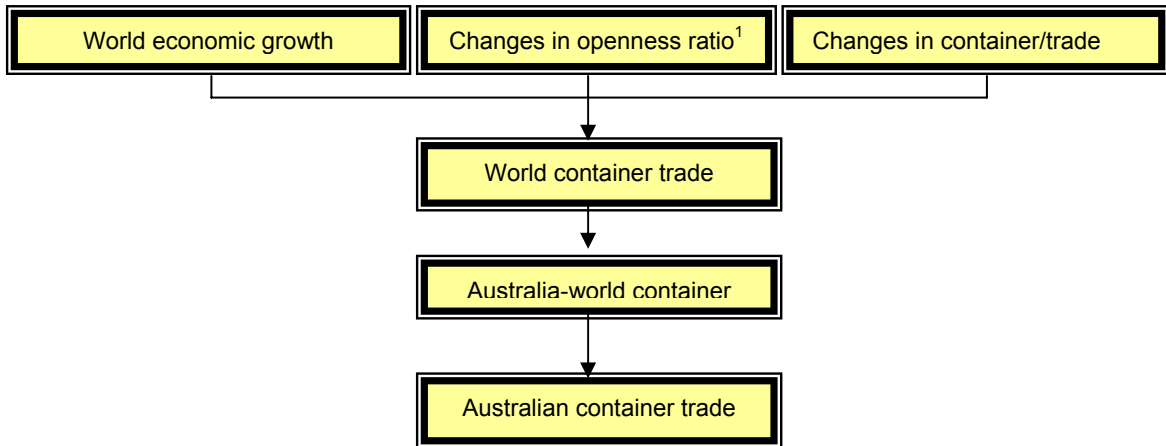 World economic growth
Changes in openness ratio¹
Changes in container/trade
World container trade
Australia-world container
Australian container trade